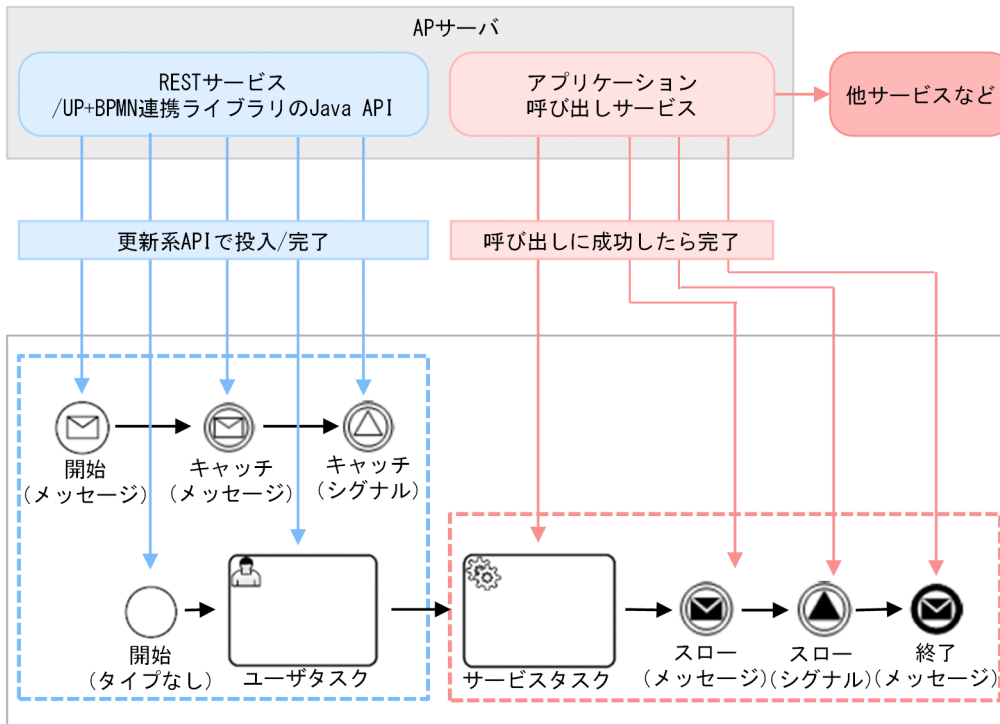 APサーバ
RESTサービス
/UP+BPMN連携ライブラリのJava API
アプリケーション
呼び出しサービス
他サービスなど
更新系APIで投入/完了
呼び出しに成功したら完了
開始
(メッセージ)
キャッチ
(メッセージ)
キャッチ
(シグナル)
開始
(タイプなし)
ユーザタスク
サービスタスク
スロー
(メッセージ)
スロー
(シグナル)
終了
(メッセージ)